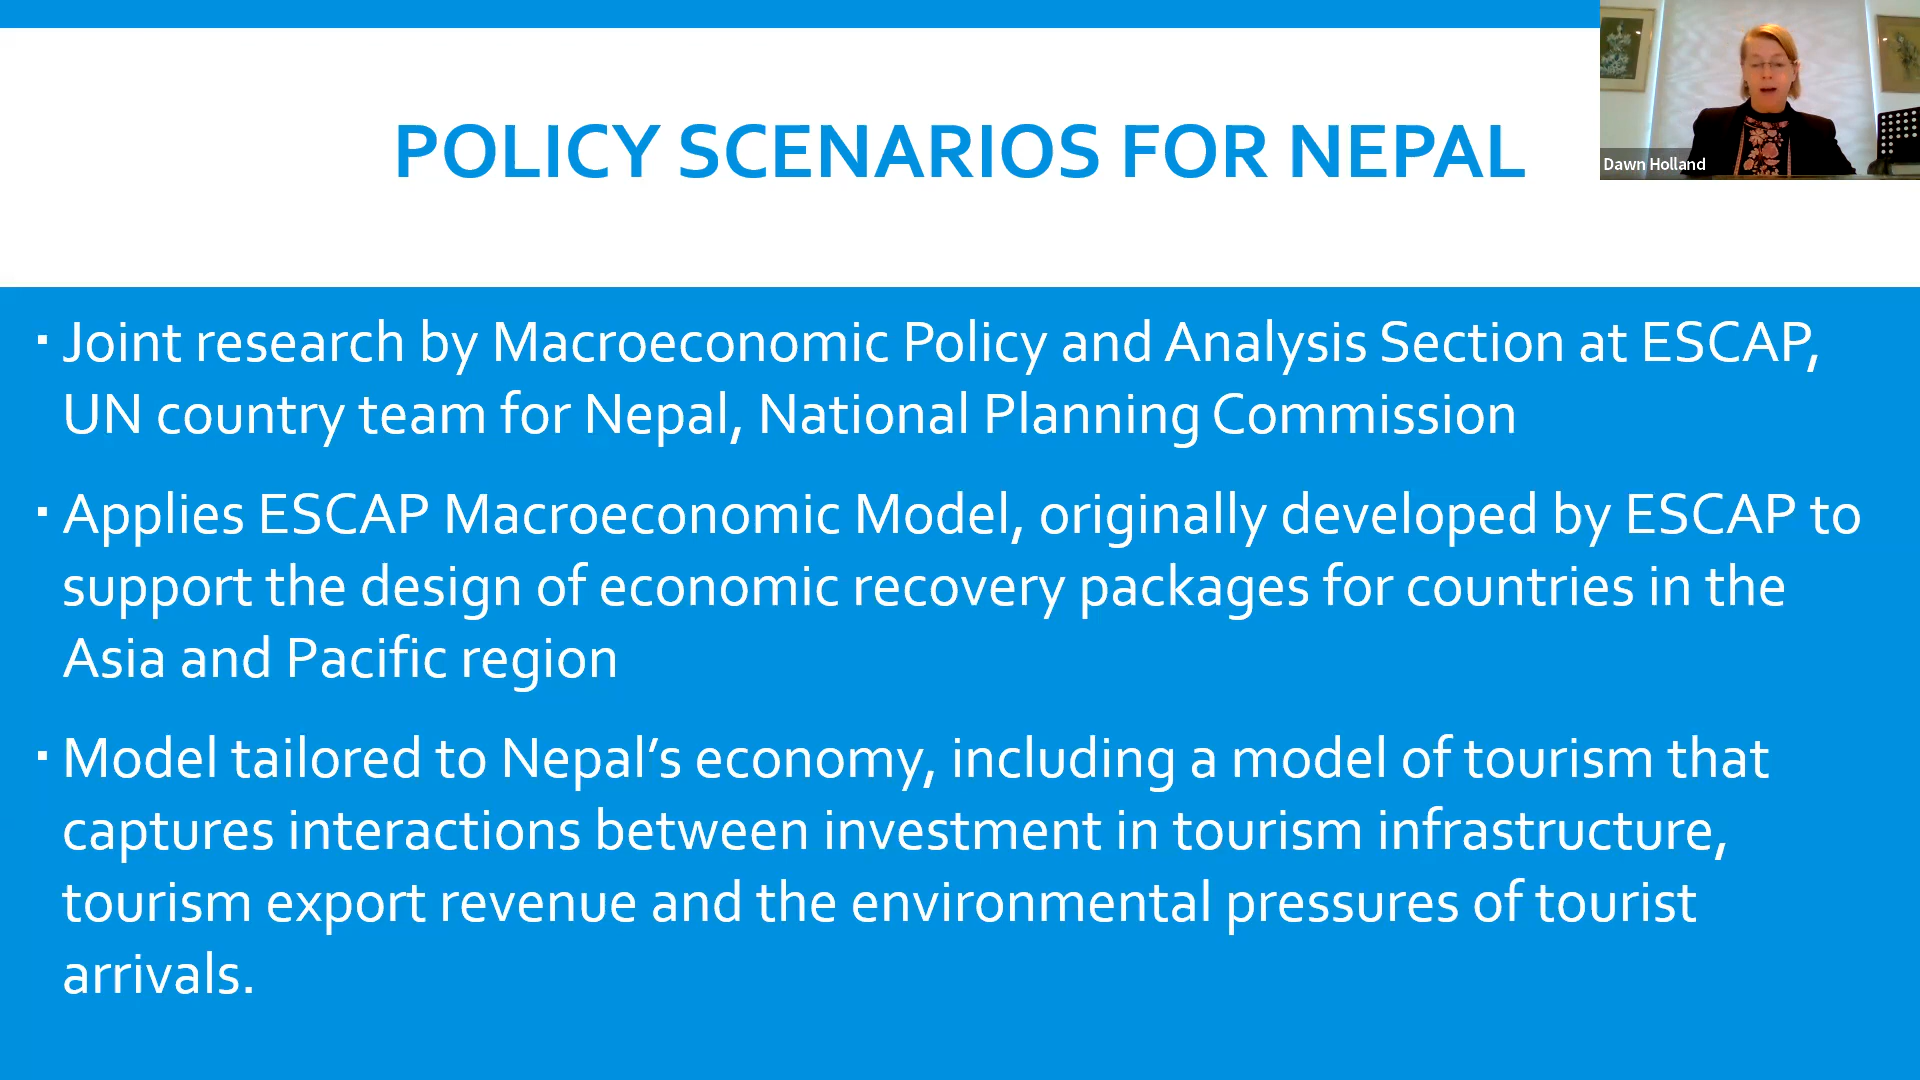 POLICY SCENARIOS FOR NEPAL
Dawn Holland
▪ Joint research by Macroeconomic Policy and Analysis Section at ESCAP,
UN country team for Nepal, National Planning Commission
▪ Applies ESCAP Macroeconomic Model, originally developed by ESCAP to
support the design of economic recovery packages for countries in the
Asia and Pacific region
▪ Model tailored to Nepal’s economy, including a model of tourism that
captures interactions between investment in tourism infrastructure,
tourism export revenue and the environmental pressures of tourist
arrivals.